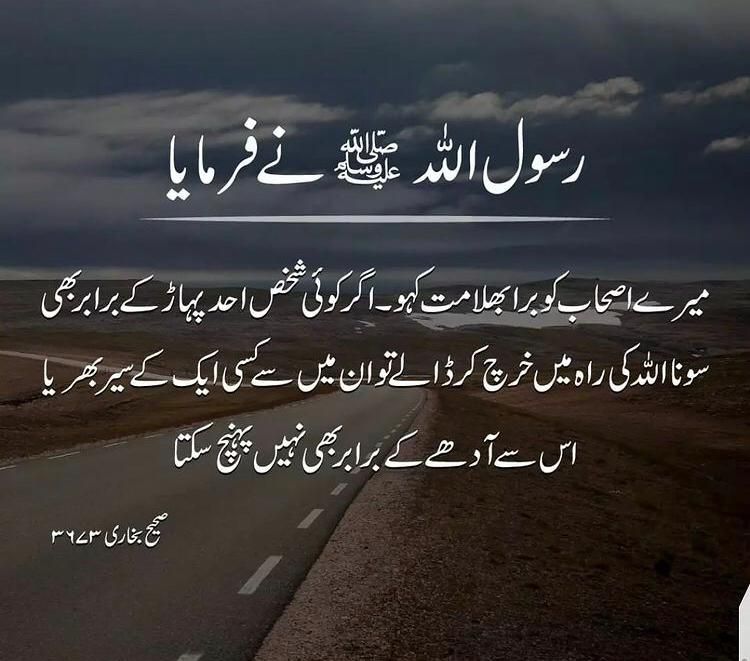 رسول اللہ ﷺ نے فرمایا
میرے اصحاب کو برا بھلا مت کہو۔ اگر کوئی شخص احد پہاڑ کے برابر بھی
سونا اللہ کی راہ میں خرچ کر ڈالے تو ان میں سے کسی ایک کے سیر بھر یا
اس سے آدھے کے برابر بھی نہیں پہنچ سکتا
صحیح بخاری ۳۶۷۳